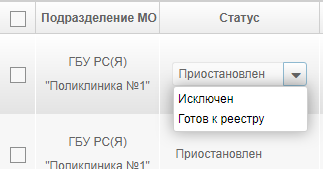 Подразделение МО Статус
ГБУ РС(Я)
"Поликлиника №1"
Приостановлен
Исключен
Готов к реестру
ГБУ РС(Я)
"Поликлиника №1"
Приостановлен